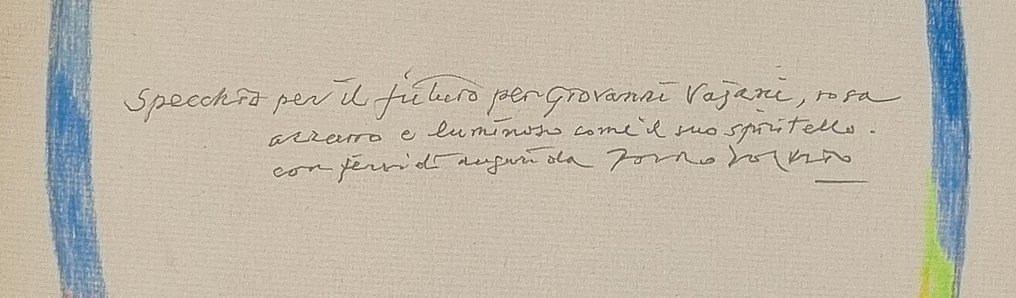 Specchio per il futuro per Giovanni Vajani, rosa
azzurro e luminoso come il suo spiritello.
con fervidi auguri da